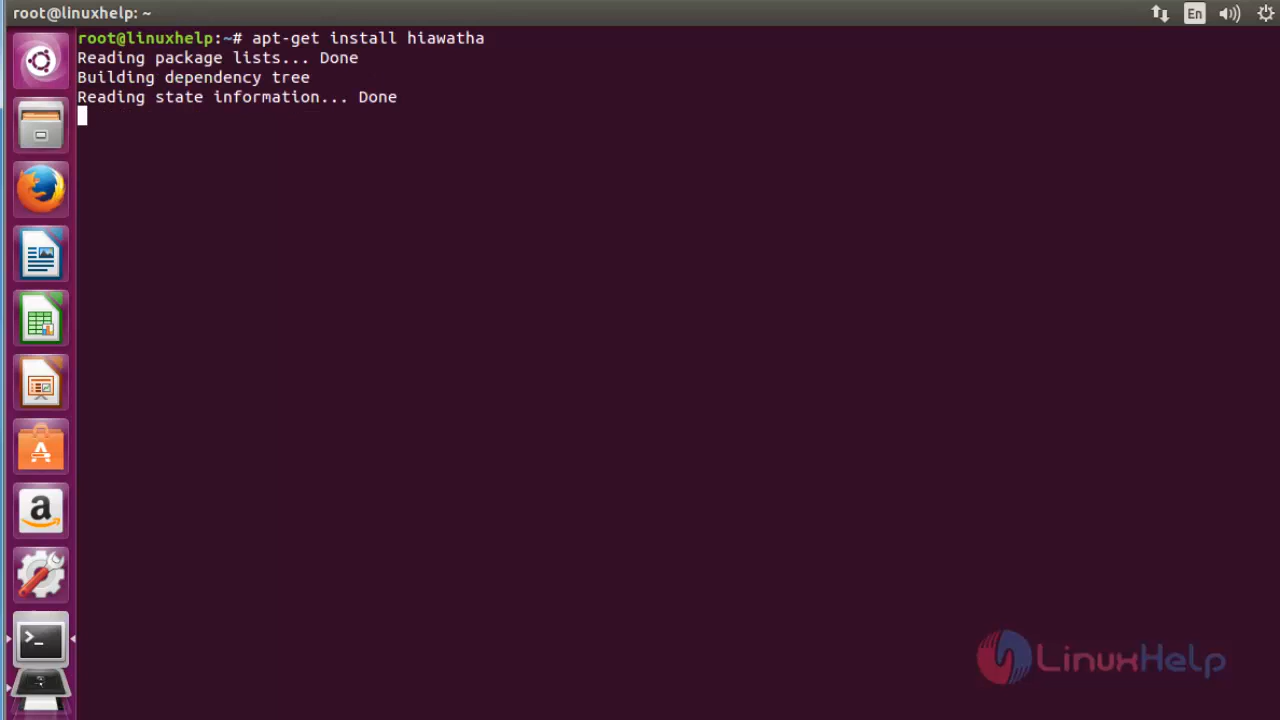 root@linuxhelp: ~
En
root@linuxhelp:~# apt-get install hiawatha
Reading package lists... Done
Building dependency tree
Reading state information... Done
LinuxHelp